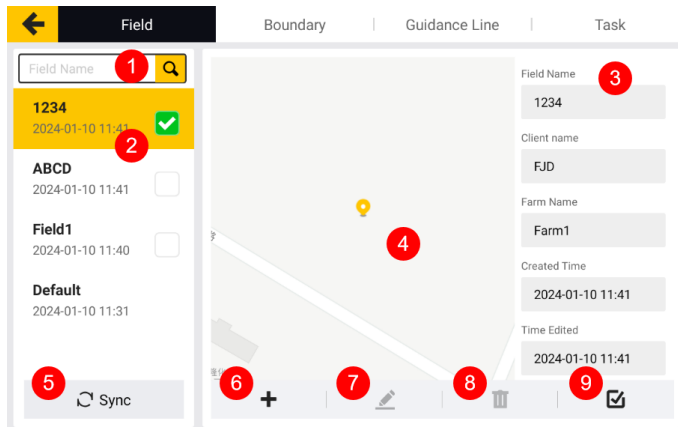 Field
Boundary
Guidance Line
Task
Field Name
1
1234
2024-01-10 11:41
2
ABCD
2024-01-10 11:41
Field1
2024-01-10 11:40
Default
2024-01-10 11:31
5
Sync
4
Field Name
3
1234
Client name
FJD
Farm Name
Farm1
Created Time
2024-01-10 11:41
Time Edited
2024-01-10 11:41
6
7
8
9